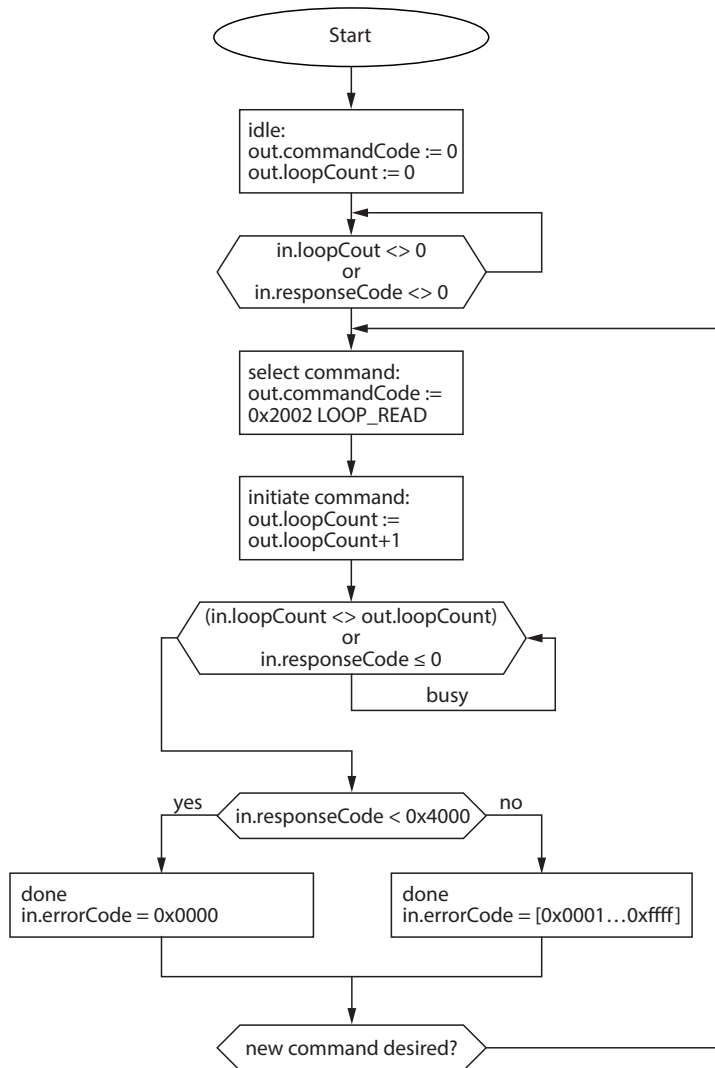 Start
idle:
out.commandCode := 0
out.loopCount := 0
in.loopCout <> 0
or
in.responseCode <> 0
select command:
out.commandCode :=
0x2002 LOOP_READ
initiate command:
out.loopCount :=
out.loopCount+1
(in.loopCount <> out.loopCount)
or
in.responseCode ≤ 0
busy
yes
in.responseCode < 0x4000
no
done
in.errorCode = 0x0000
done
in.errorCode = [0x0001…0xffff]
new command desired?